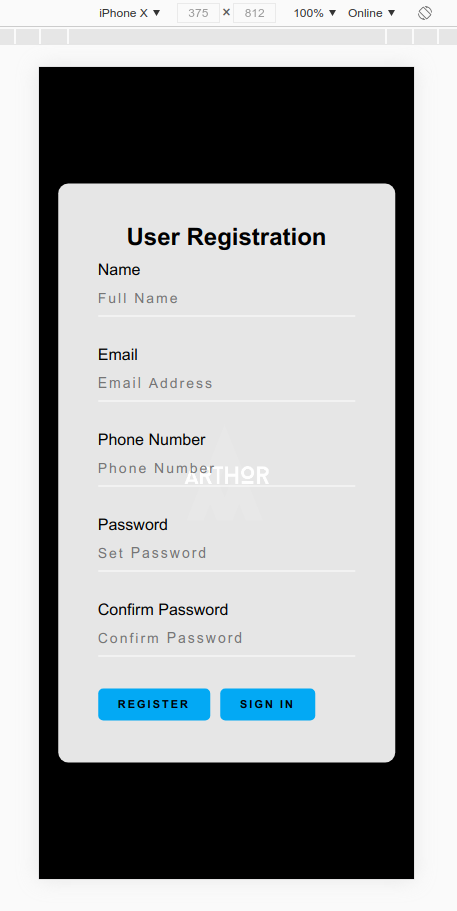 iPhone X ▼ 375 × 812 100% ▼ Online ▼
User Registration
Name
Full Name
Email
Email Address
Phone Number
Phone Number
ARTHOR
Password
Set Password
Confirm Password
Confirm Password
REGISTER SIGN IN